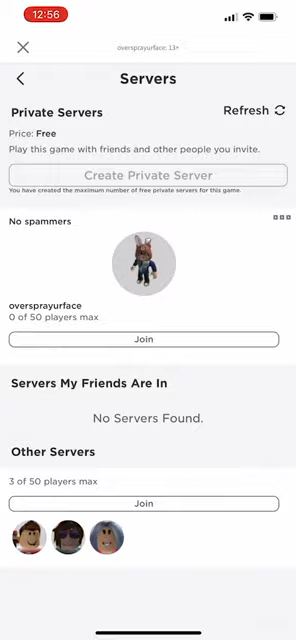 12:56
oversprayurface: 13+
Servers
Private Servers
Refresh
Price: Free
Play this game with friends and other people you invite.
Create Private Server
You have created the maximum number of free private servers for this game.
No spammers
oversprayurface
0 of 50 players max
Join
Servers My Friends Are In
No Servers Found.
Other Servers
3 of 50 players max
Join